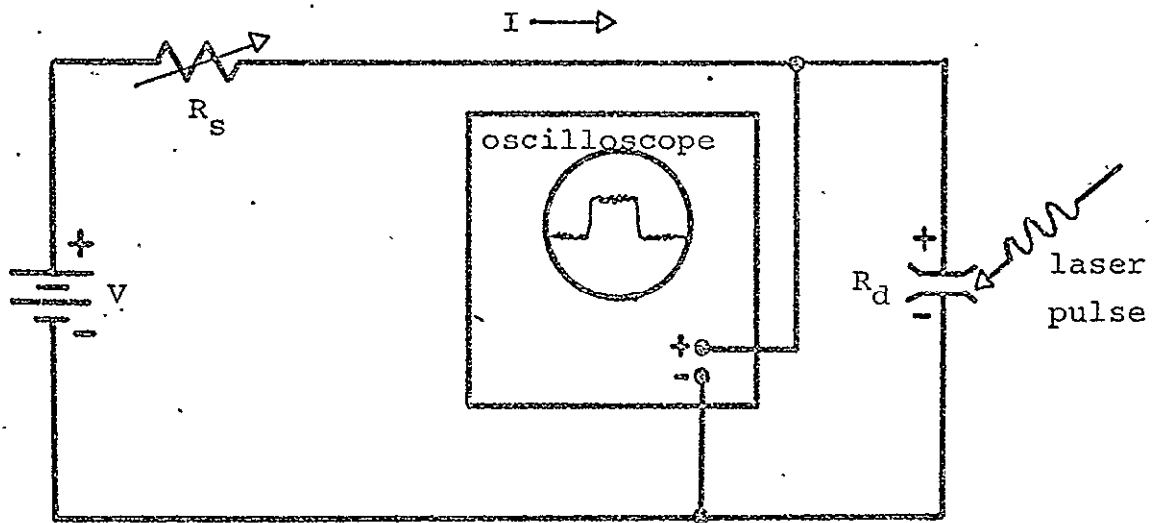 I
R_s
oscilloscope
+
V
-
+
-
+
R_d
-
laser
pulse